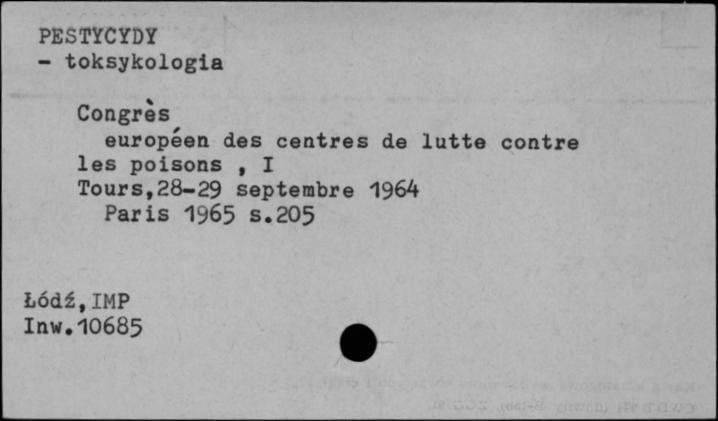 PESTYCYDY
- toksykologia
Congrès
européen des centres de lutte contre
les poisons , I
Tours,28-29 septembre 1964
Paris 1965 s.205
Łódź,IMP
Inw.10685